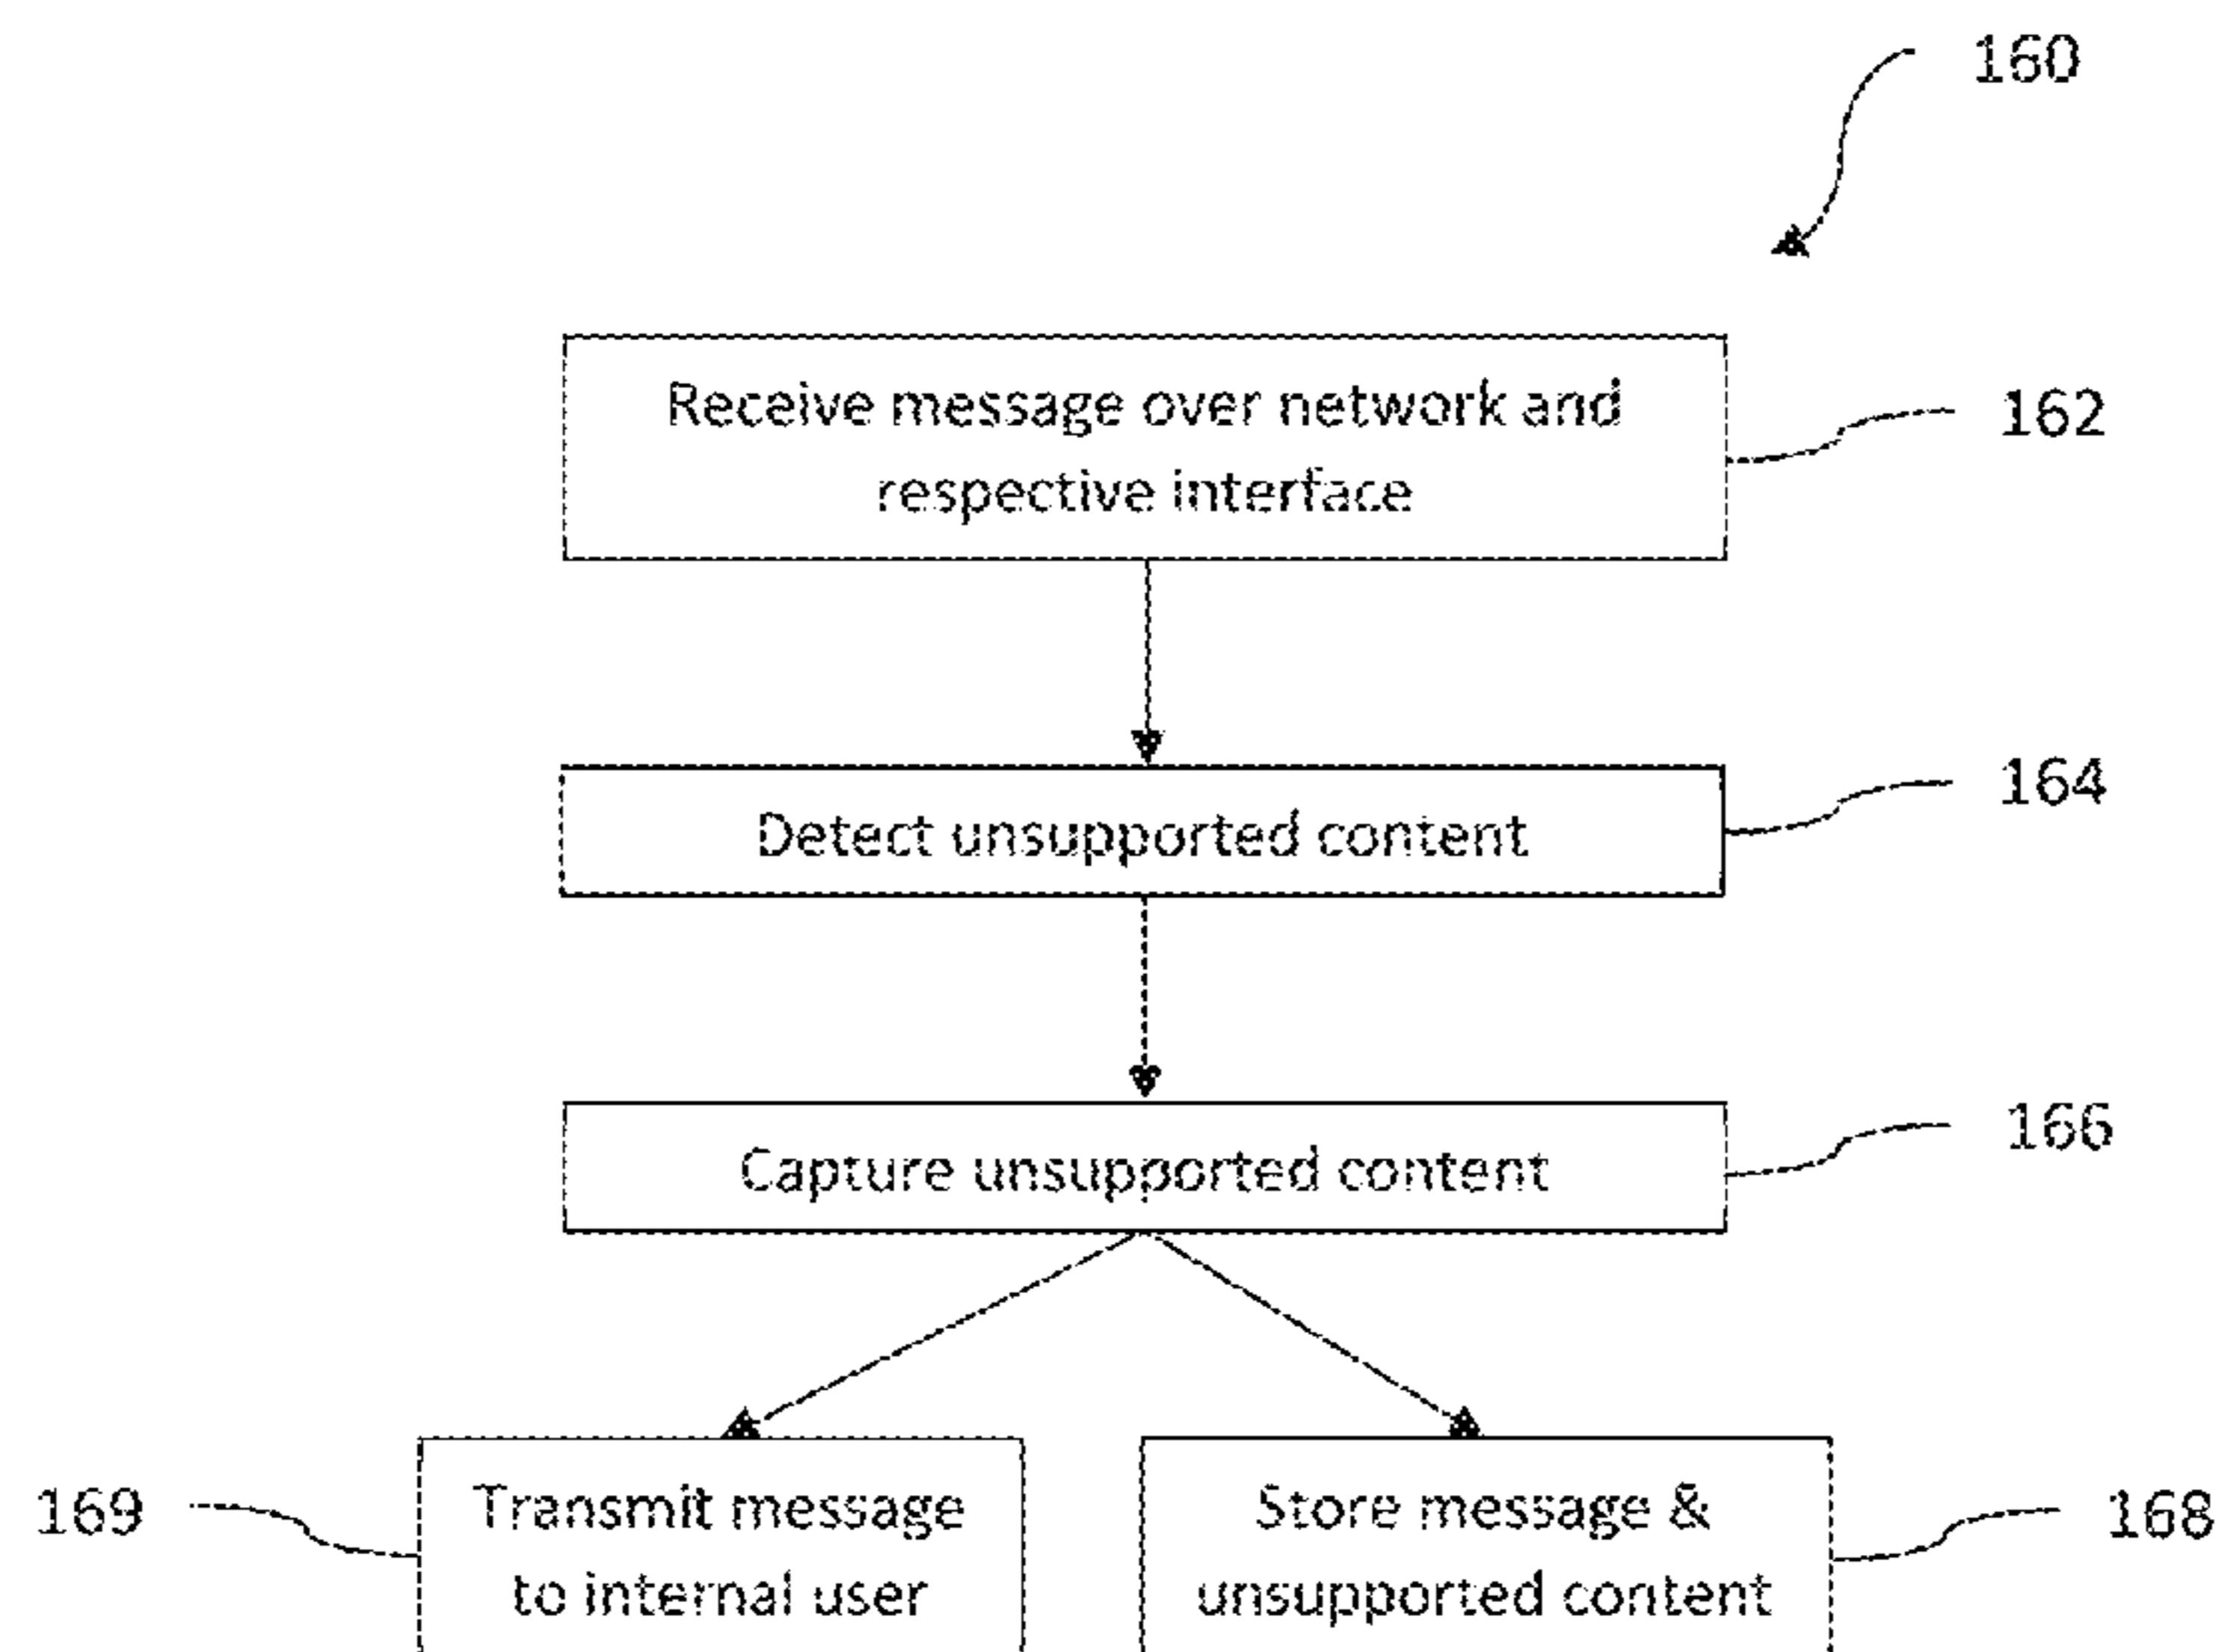 160
Receive message over network and
respective interface
162
Detect unsupported content
164
Capture unsupported content
166
169
Transmit message
to internal user
Store message &
unsupported content
168